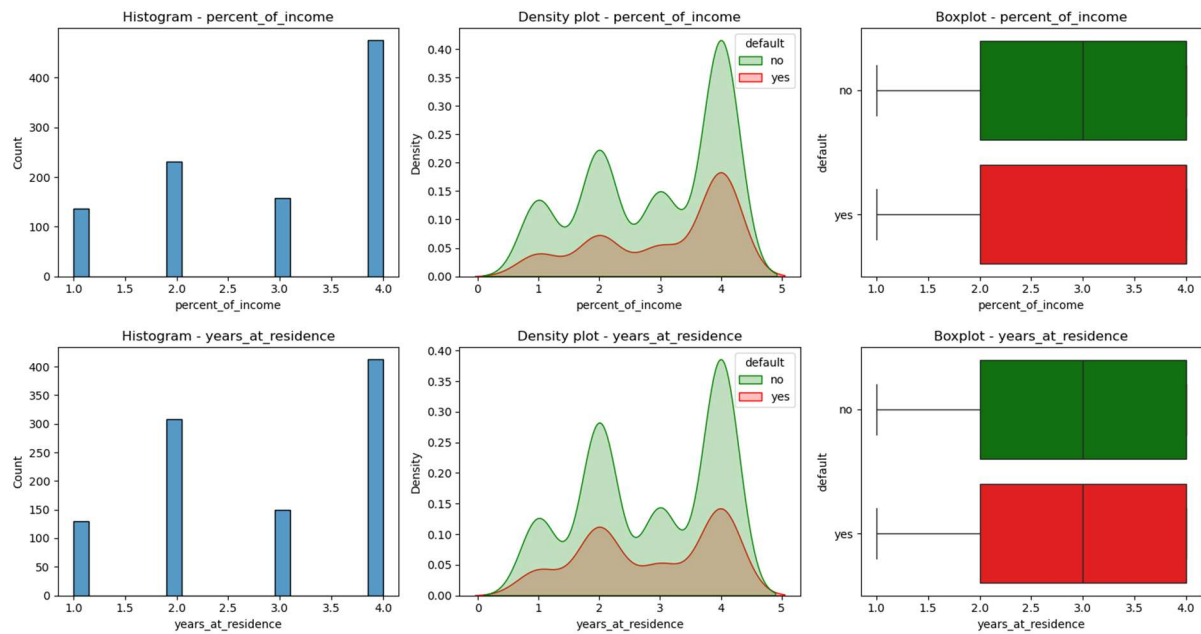 Histogram - percent_of_income
400
300
200
100
0
Count
1.0 1.5 2.0 2.5 3.0 3.5 4.0
percent_of_income
Density plot - percent_of_income
0.40
0.35
0.30
0.25
0.20
0.15
0.10
0.05
0.00
Density
default
no
yes
0 1 2 3 4 5
percent_of_income
Boxplot - percent_of_income
no
yes
default
1.0 1.5 2.0 2.5 3.0 3.5 4.0
percent_of_income
Histogram - years_at_residence
400
350
300
250
200
150
100
50
0
Count
1.0 1.5 2.0 2.5 3.0 3.5 4.0
years_at_residence
Density plot - years_at_residence
0.40
0.35
0.30
0.25
0.20
0.15
0.10
0.05
0.00
Density
default
no
yes
0 1 2 3 4 5
years_at_residence
Boxplot - years_at_residence
no
yes
default
1.0 1.5 2.0 2.5 3.0 3.5 4.0
years_at_residence